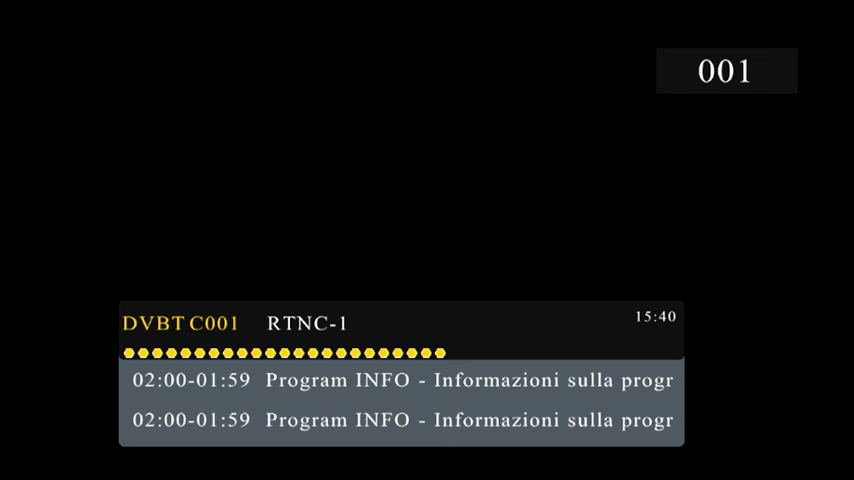 001
DVBT C001 RTNC-1 15:40
02:00-01:59 Program INFO - Informazioni sulla progr
02:00-01:59 Program INFO - Informazioni sulla progr